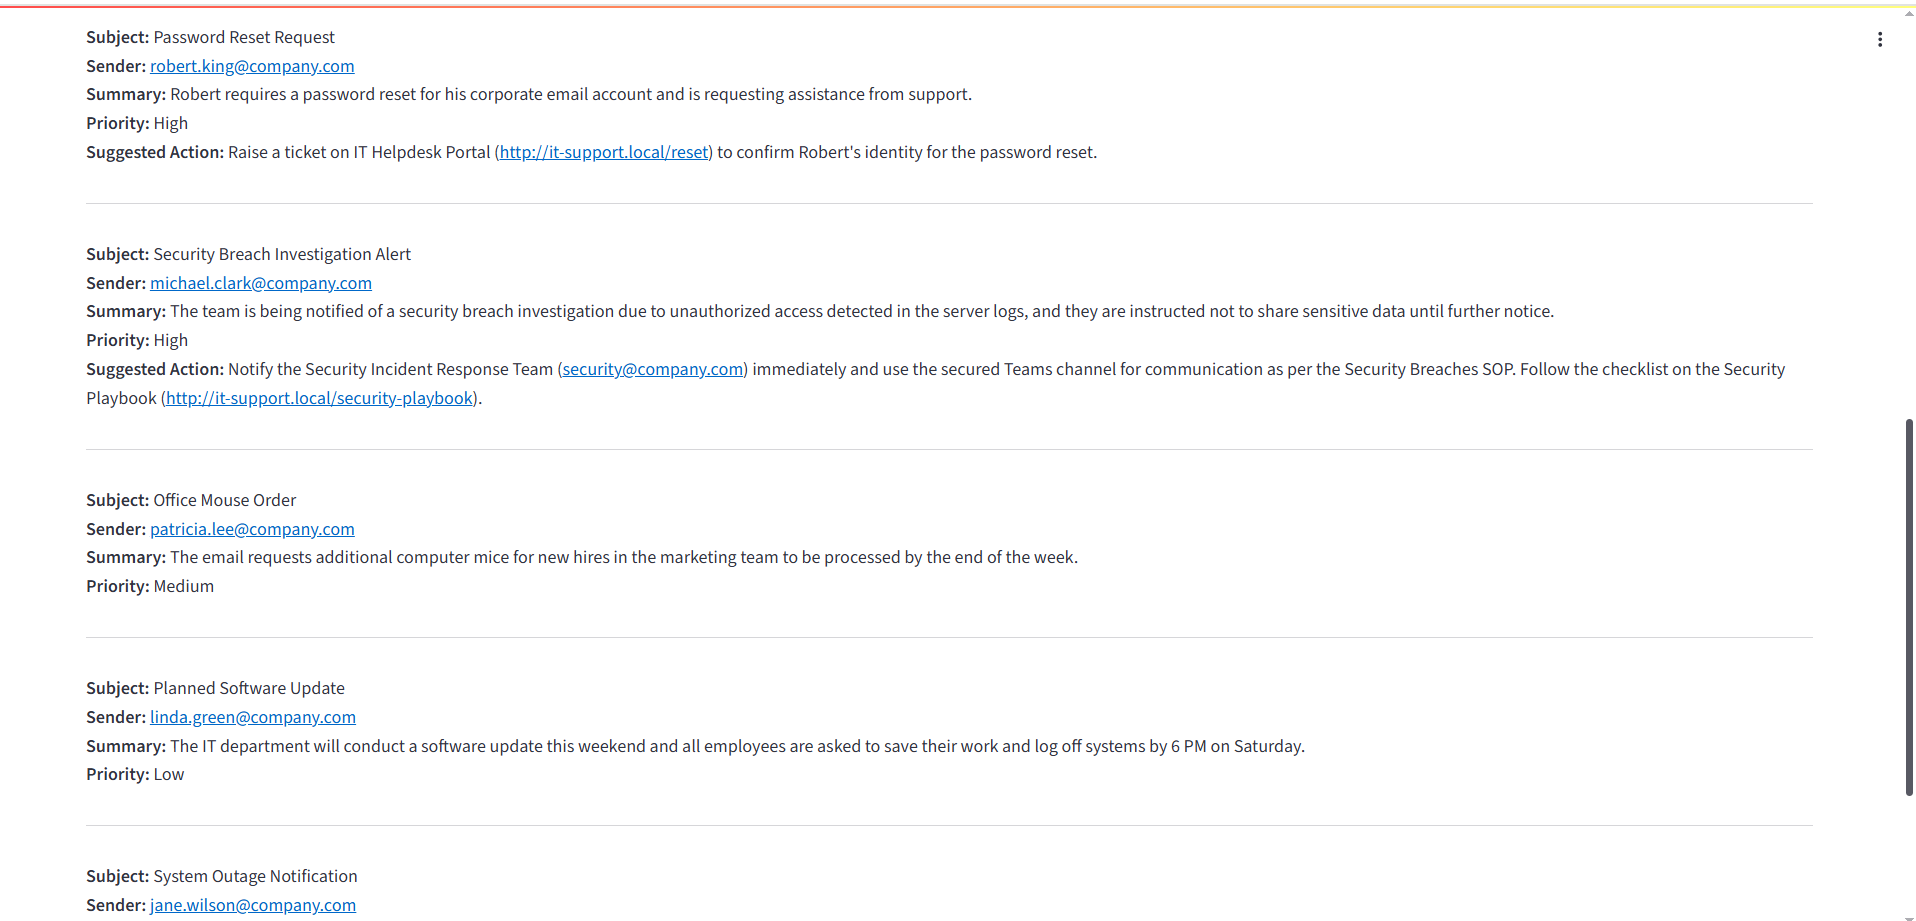 Subject: Password Reset Request
Sender: robert.king@company.com
Summary: Robert requires a password reset for his corporate email account and is requesting assistance from support.
Priority: High
Suggested Action: Raise a ticket on IT Helpdesk Portal (http://it-support.local/reset) to confirm Robert's identity for the password reset.
Subject: Security Breach Investigation Alert
Sender: michael.clark@company.com
Summary: The team is being notified of a security breach investigation due to unauthorized access detected in the server logs, and they are instructed not to share sensitive data until further notice.
Priority: High
Suggested Action: Notify the Security Incident Response Team (security@company.com) immediately and use the secured Teams channel for communication as per the Security Breaches SOP. Follow the checklist on the Security
Playbook (http://it-support.local/security-playbook).
Subject: Office Mouse Order
Sender: patricia.lee@company.com
Summary: The email requests additional computer mice for new hires in the marketing team to be processed by the end of the week.
Priority: Medium
Subject: Planned Software Update
Sender: linda.green@company.com
Summary: The IT department will conduct a software update this weekend and all employees are asked to save their work and log off systems by 6 PM on Saturday.
Priority: Low
Subject: System Outage Notification
Sender: jane.wilson@company.com